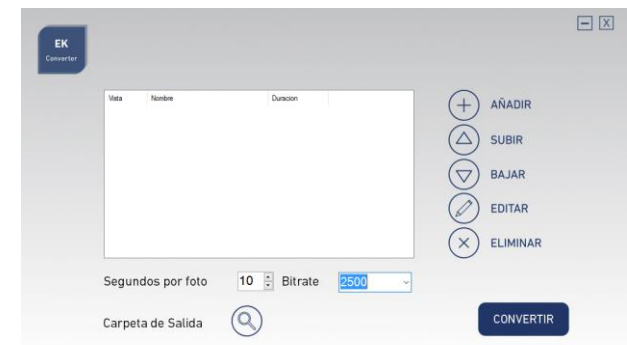 EK
Converter
X
Vista Nombre Duracion
AÑADIR
SUBIR
BAJAR
EDITAR
ELIMINAR
Segundos por foto 10 Bitrate 2500
Carpeta de Salida
CONVERTIR